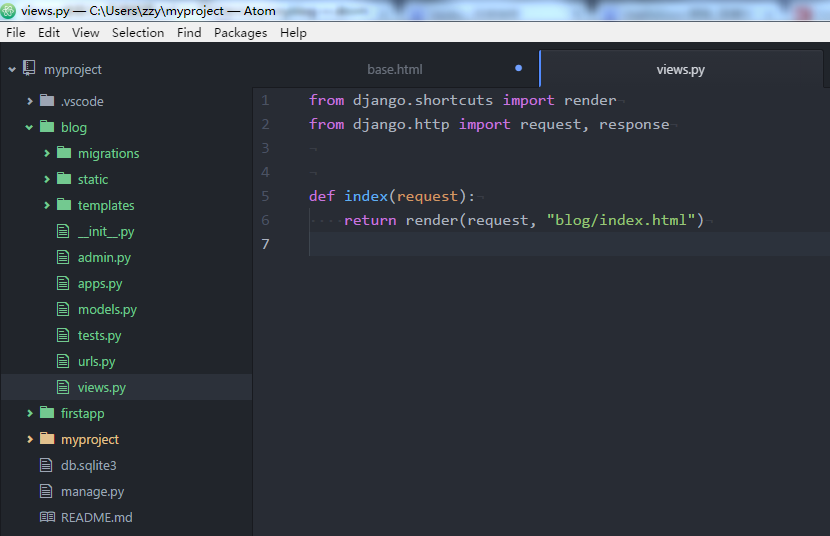 views.py — C:\Users\zzy\myproject — Atom
File Edit View Selection Find Packages Help
myproject
.vscode
blog
migrations
static
templates
__init__.py
admin.py
apps.py
models.py
tests.py
urls.py
views.py
firstapp
myproject
db.sqlite3
manage.py
README.md
base.html
views.py
1 from django.shortcuts import render
2 from django.http import request, response
3
4
5 def index(request):
6 return render(request, "blog/index.html")
7